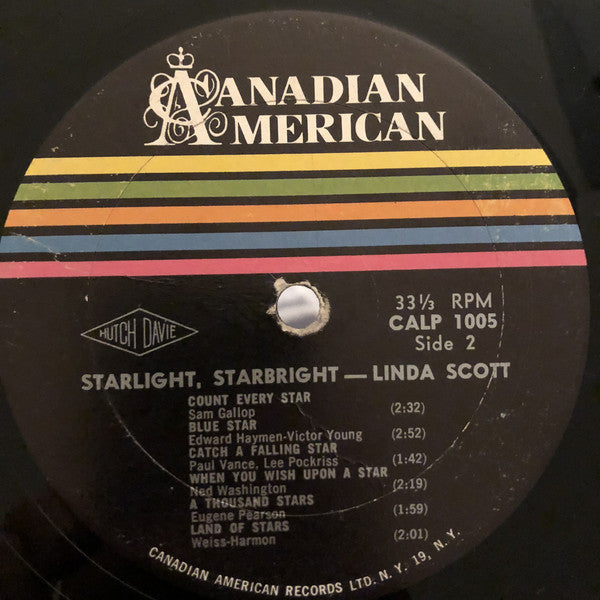 CANADIAN
AMERICAN
HUTCH DAVIE
33⅓ RPM
CALP 1005
Side 2
STARLIGHT, STARBRIGHT — LINDA SCOTT
COUNT EVERY STAR
Sam Gallop (2:32)
BLUE STAR
Edward Haymen-Victor Young (2:52)
CATCH A FALLING STAR
Paul Vance, Lee Pockriss (1:42)
WHEN YOU WISH UPON A STAR
Ned Washington (2:19)
A THOUSAND STARS
Eugene Pearson (1:59)
LAND OF STARS
Weiss-Harmon (2:01)
CANADIAN AMERICAN RECORDS LTD. N. Y. 19, N. Y.